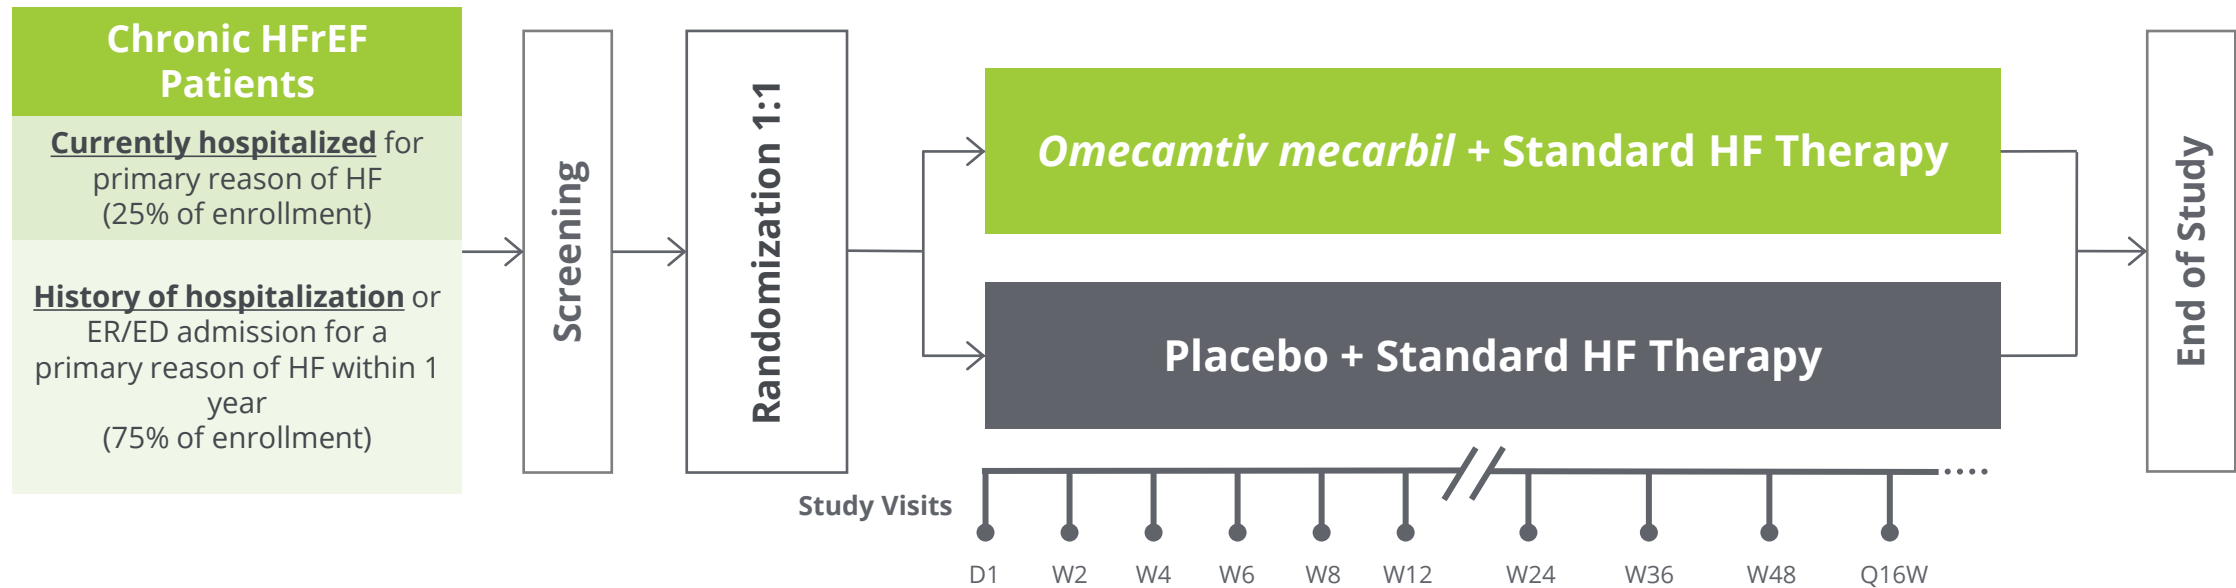 Chronic HFrEF
Patients
Currently hospitalized for
primary reason of HF
(25% of enrollment)
History of hospitalization or
ER/ED admission for a
primary reason of HF within 1
year
(75% of enrollment)
Screening
Randomization 1:1
Omecamtiv mecarbil + Standard HF Therapy
Placebo + Standard HF Therapy
End of Study
Study Visits
D1 W2 W4 W6 W8 W12 W24 W36 W48 Q16W